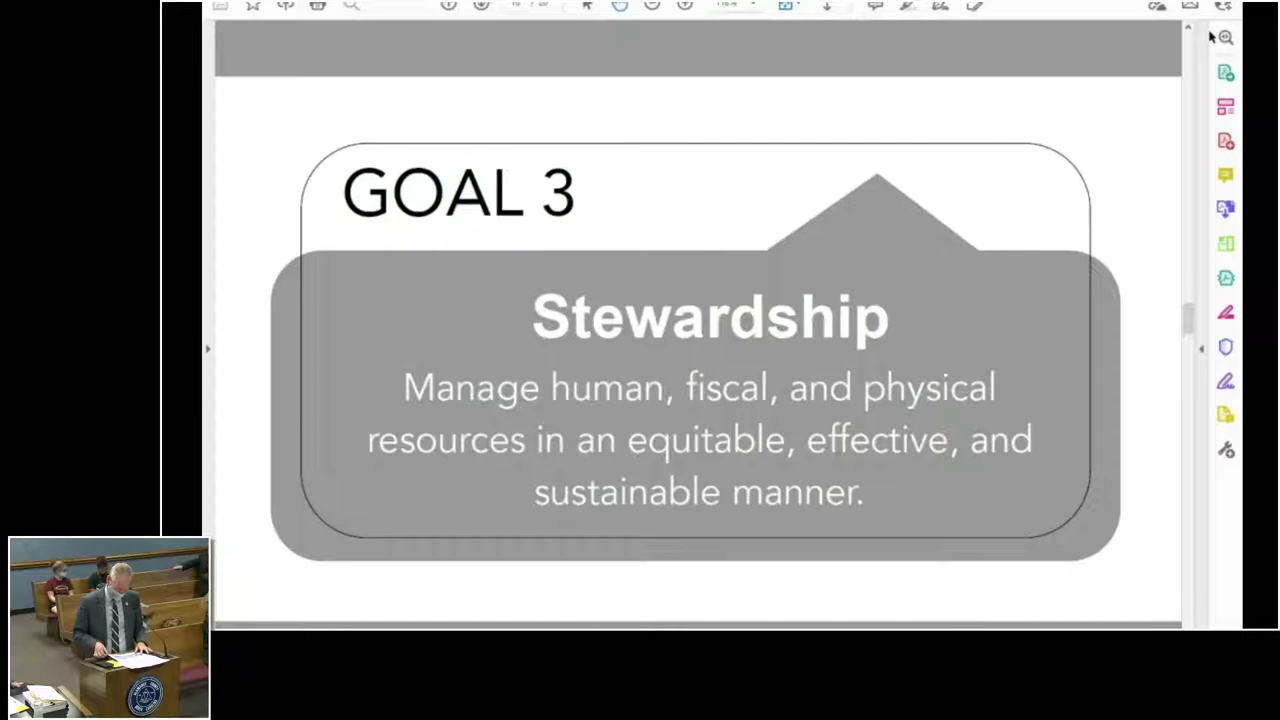 GOAL 3
Stewardship
Manage human, fiscal, and physical
resources in an equitable, effective, and
sustainable manner.